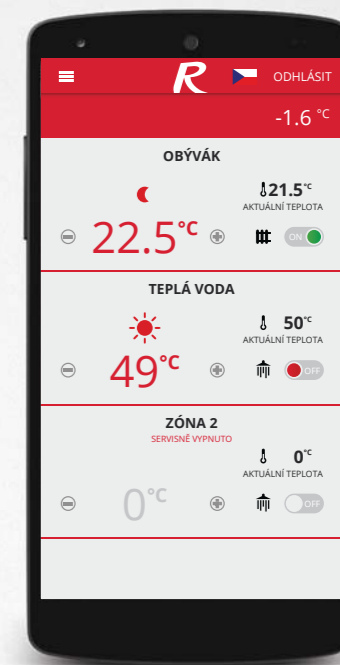 R ODHLÁSIT
-1.6 °C
OBÝVÁK
21.5°C
AKTUÁLNÍ TEPLOTA
22.5°C
ON
TEPLÁ VODA
50°C
AKTUÁLNÍ TEPLOTA
49°C
OFF
ZÓNA 2
SERVISNĚ VYPNUTO
0°C
AKTUÁLNÍ TEPLOTA
0°C
OFF